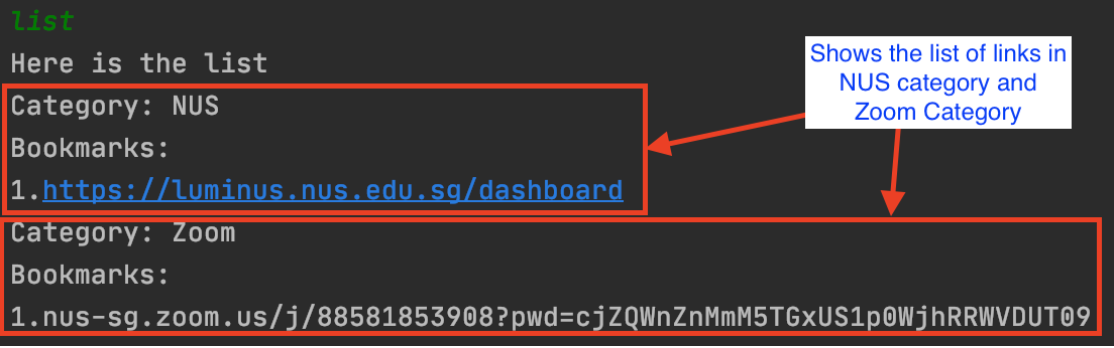 list
Here is the list
Category: NUS
Bookmarks:
1.https://luminus.nus.edu.sg/dashboard
Category: Zoom
Bookmarks:
1.nus-sg.zoom.us/j/88581853908?pwd=cjZQWnZnMmM5TGxUS1p0WjhRRWVDUT09
Shows the list of links in
NUS category and
Zoom Category